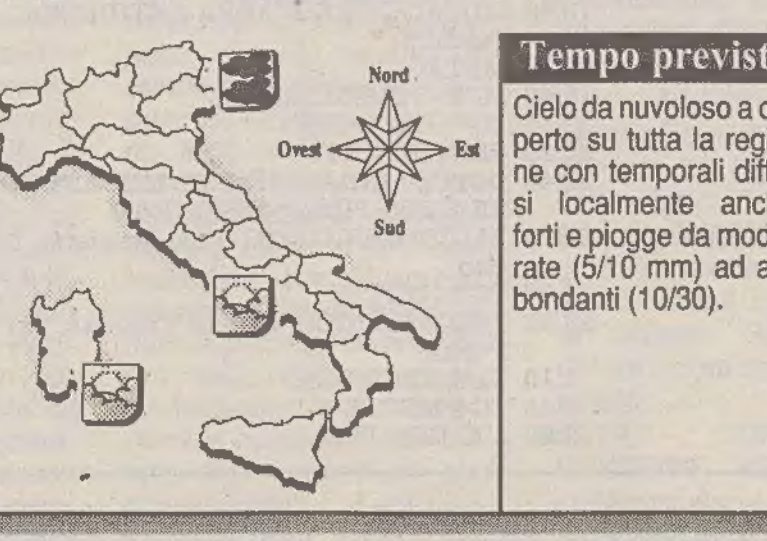 Nord
Ovest
Est
Sud
Tempo previst
Cielo da nuvoloso a c
perto su tutta la reg
ne con temporali diff
si localmente anc
forti e piogge da mod
rate (5/10 mm) ad a
bondanti (10/30).